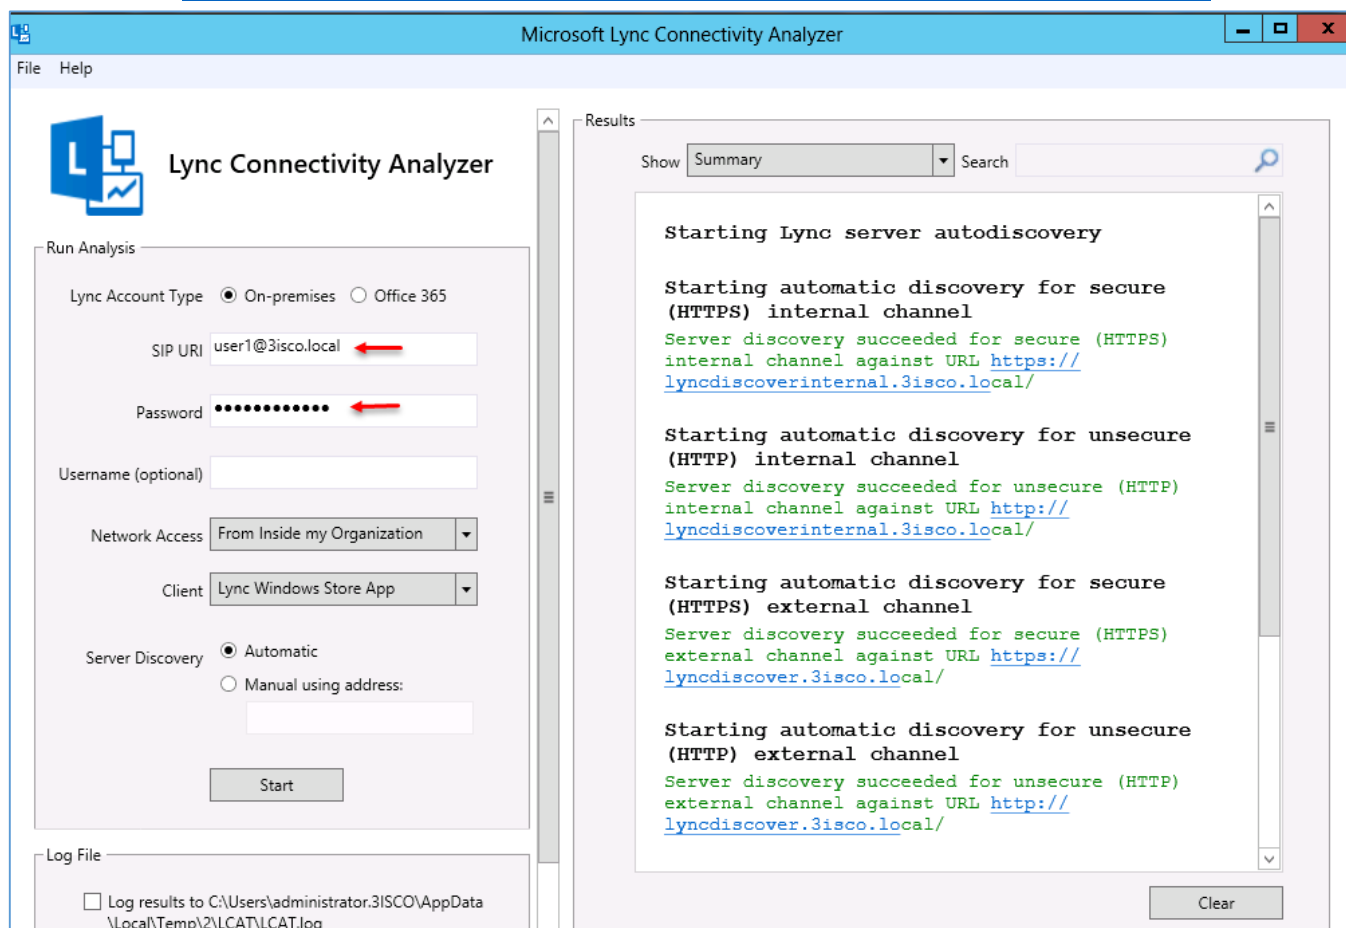 Microsoft Lync Connectivity Analyzer
File Help
Lync Connectivity Analyzer
Run Analysis
Lync Account Type On-premises Office 365
SIP URI user1@3isco.local
Password ••••••••••••
Username (optional)
Network Access From Inside my Organization
Client Lync Windows Store App
Server Discovery Automatic
Manual using address:
Start
Log File
Log results to C:\Users\administrator.3ISCO\AppData
\Local\Temp\2\LCAT\LCAT.log
Results
Show Summary Search
Starting Lync server autodiscovery
Starting automatic discovery for secure
(HTTPS) internal channel
Server discovery succeeded for secure (HTTPS)
internal channel against URL https://
lyncdiscoverinternal.3isco.local/
Starting automatic discovery for unsecure
(HTTP) internal channel
Server discovery succeeded for unsecure (HTTP)
internal channel against URL http://
lyncdiscoverinternal.3isco.local/
Starting automatic discovery for secure
(HTTPS) external channel
Server discovery succeeded for secure (HTTPS)
external channel against URL https://
lyncdiscover.3isco.local/
Starting automatic discovery for unsecure
(HTTP) external channel
Server discovery succeeded for unsecure (HTTP)
external channel against URL http://
lyncdiscover.3isco.local/
Clear